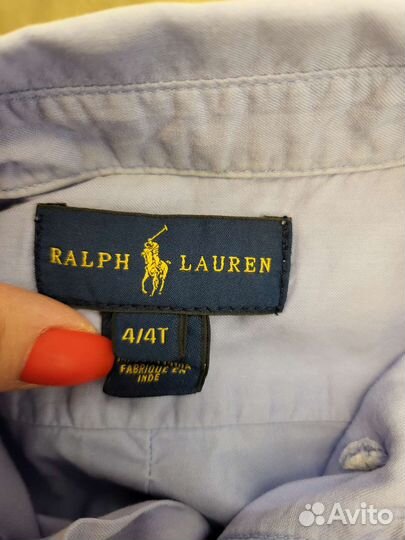 RALPH LAUREN
4/4T
FABRIQUE EN
INDE
Avito